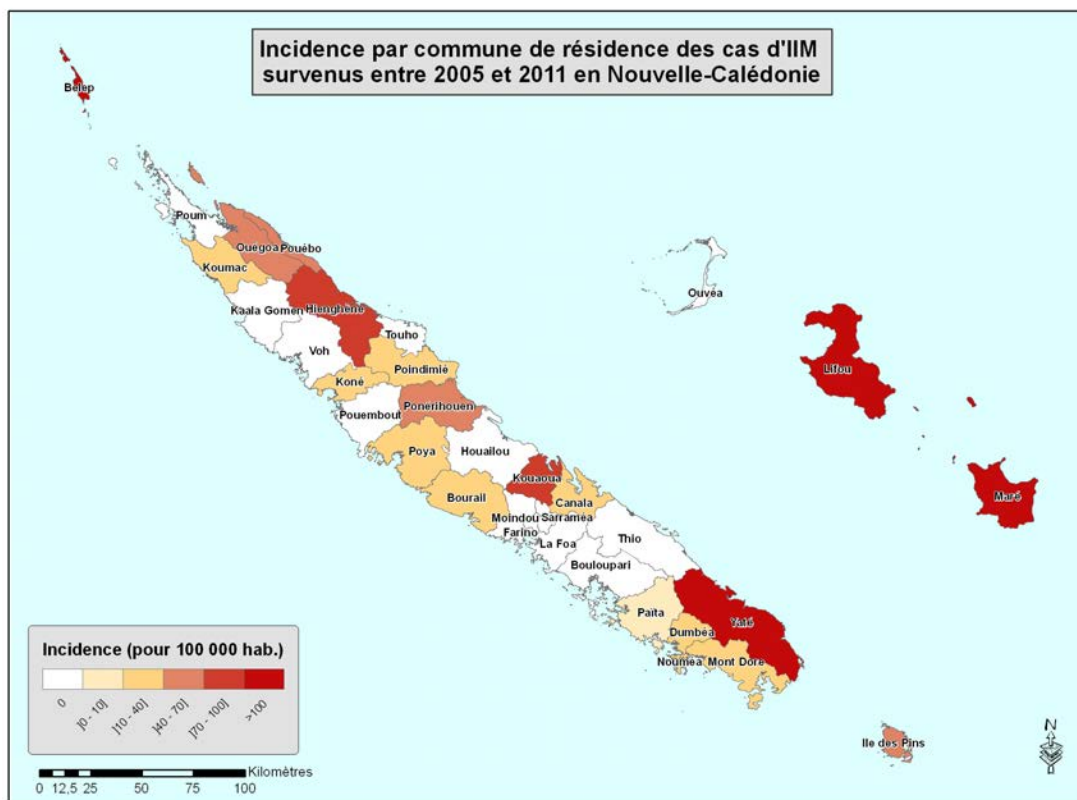 Incidence par commune de résidence des cas d'IIM
survenus entre 2005 et 2011 en Nouvelle-Calédonie
Bélep
Poum
Ouegoa
Pouébo
Koumac
Ouvéa
Kaala Gomen
Hienghène
Touho
Voh
Lifou
Poindimié
Koné
Ponerihouen
Pouembout
Poya
Houaïlou
Kouaoua
Maré
Bourail
Canala
Moindou
Sarraméa
Farino
Thio
La Foa
Bouloupari
Païta
Yaté
Dumbéa
Nouméa
Mont Dore
Ile des Pins
Incidence (pour 100 000 hab.)
0
]0 - 10]
]10 - 40]
]40 - 70]
]70 - 100]
>100
Kilomètres
0 12,5 25 50 75 100
N